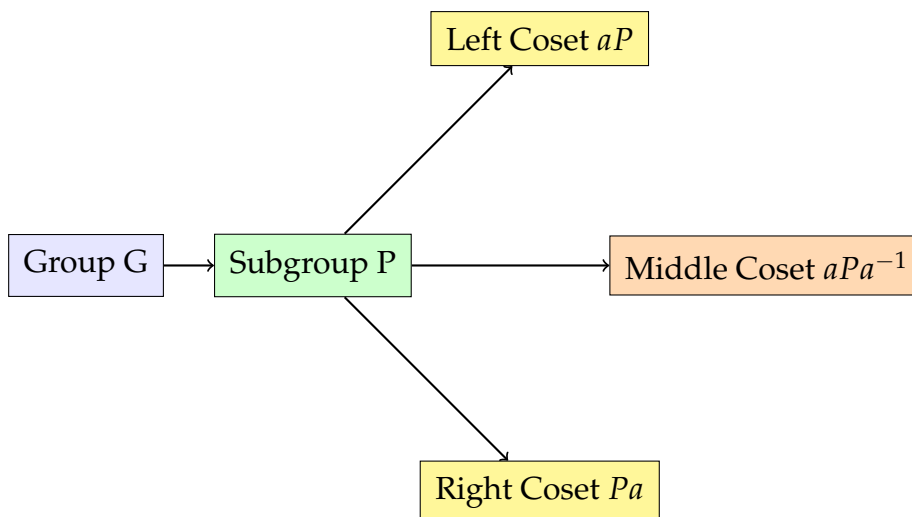 Left Coset aP
Group G
Subgroup P
Middle Coset aPa⁻¹
Right Coset Pa